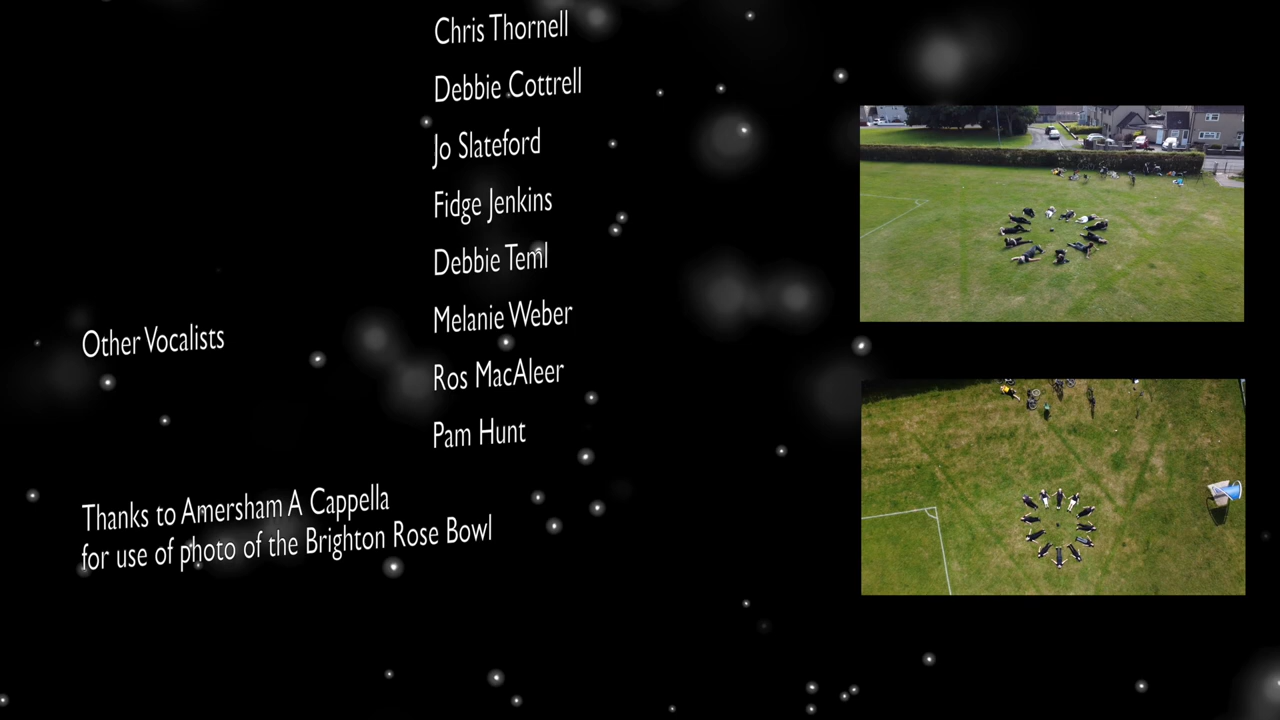 Chris Thornell
Debbie Cottrell
Jo Slateford
Fidge Jenkins
Debbie Teml
Melanie Weber
Other Vocalists
Ros MacAleer
Pam Hunt
Thanks to Amersham A Cappella
for use of photo of the Brighton Rose Bowl